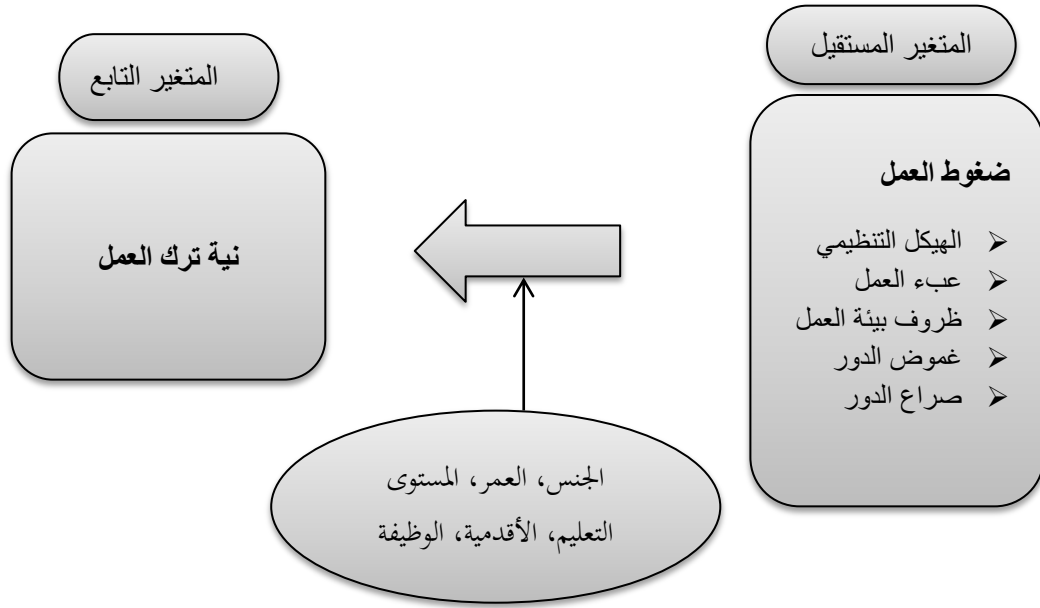 المتغير المستقيل
ضغوط العمل
الهيكل التنظيمي
عبء العمل
ظروف بيئة العمل
غموض الدور
صراع الدور
المتغير التابع
نية ترك العمل
الجنس، العمر، المستوى
التعليم، الأقدمية، الوظيفة